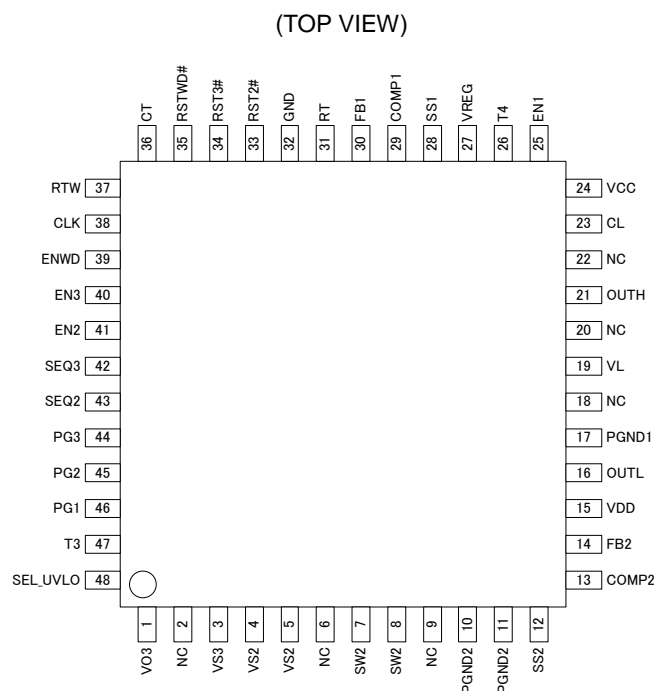 (TOP VIEW)
CT
RSTWD#
RST3#
RST2#
GND
RT
FB1
COMP1
SS1
VREG
T4
EN1
36
35
34
33
32
31
30
29
28
27
26
25
RTW 37
CLK 38
ENWD 39
EN3 40
EN2 41
SEQ3 42
SEQ2 43
PG3 44
PG2 45
PG1 46
T3 47
SEL_UVLO 48
24 VCC
23 CL
22 NC
21 OUTH
20 NC
19 VL
18 NC
17 PGND1
16 OUTL
15 VDD
14 FB2
13 COMP2
1
2
3
4
5
6
7
8
9
10
11
12
VO3
NC
VS3
VS2
VS2
NC
SW2
SW2
NC
PGND2
PGND2
SS2